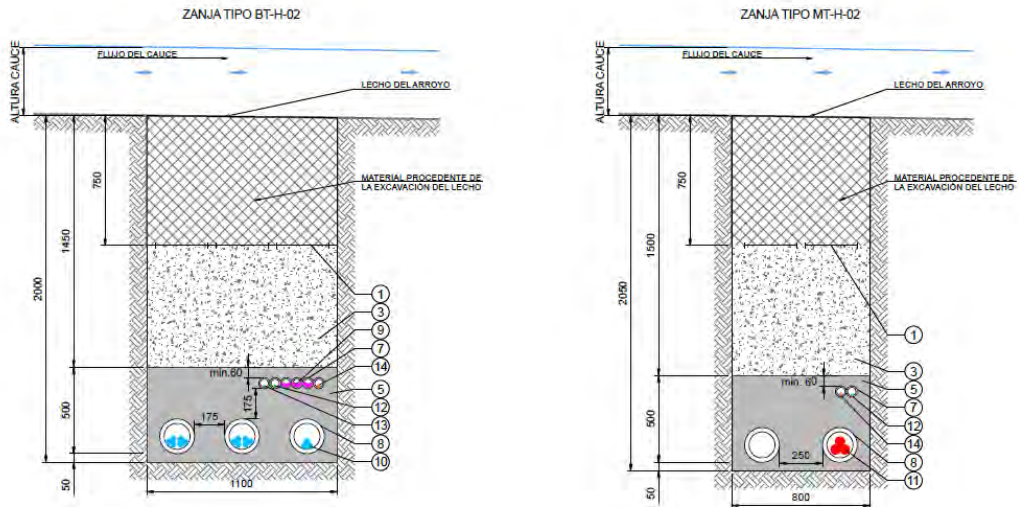 ZANJA TIPO BT-H-02
ALTURA CAUCE
FLUJO DEL CAUCE
LECHO DEL ARROYO
MATERIAL PROCEDENTE DE
LA EXCAVACIÓN DEL LECHO
750
1450
2000
1
3
9
7
14
min.60
5
12
175
13
175
8
500
10
50
1100
ZANJA TIPO MT-H-02
ALTURA CAUCE
FLUJO DEL CAUCE
LECHO DEL ARROYO
MATERIAL PROCEDENTE DE
LA EXCAVACIÓN DEL LECHO
750
1500
2050
1
3
min. 60
5
7
12
14
500
8
250
11
50
800